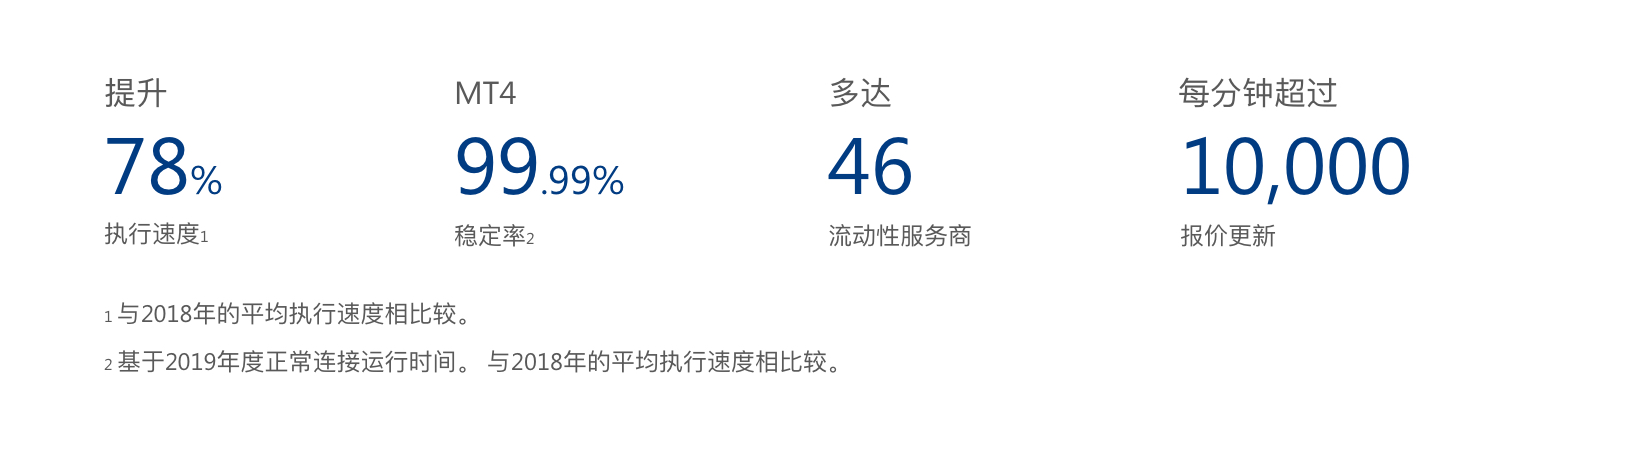 提升
78%
执行速度1
MT4
99.99%
稳定率2
多达
46
流动性服务商
每分钟超过
10,000
报价更新
1 与2018年的平均执行速度相比较。
2 基于2019年度正常连接运行时间。 与2018年的平均执行速度相比较。